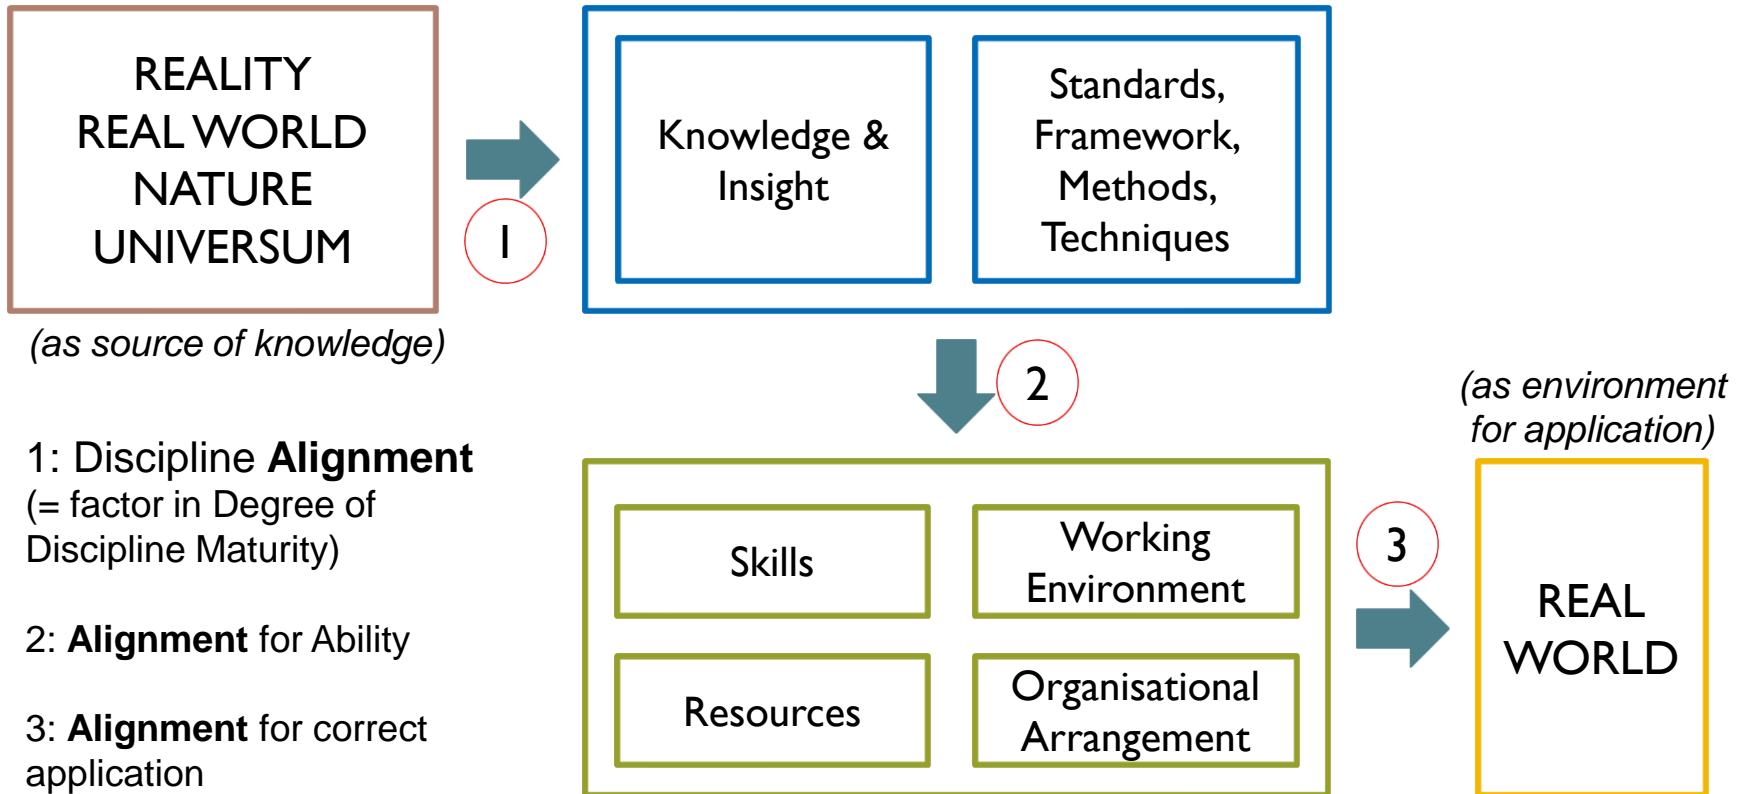 REALITY
REAL WORLD
NATURE
UNIVERSUM
(as source of knowledge)
1
Knowledge &
Insight
Standards,
Framework,
Methods,
Techniques
2
1: Discipline Alignment
(= factor in Degree of
Discipline Maturity)
2: Alignment for Ability
3: Alignment for correct
application
Skills
Working
Environment
Resources
Organisational
Arrangement
3
(as environment
for application)
REAL
WORLD